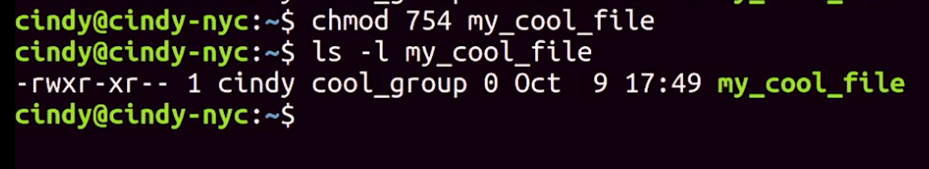 cindy@cindy-nyc:~$ chmod 754 my_cool_file
cindy@cindy-nyc:~$ ls -l my_cool_file
-rwxr-xr-- 1 cindy cool_group 0 Oct  9 17:49 my_cool_file
cindy@cindy-nyc:~$